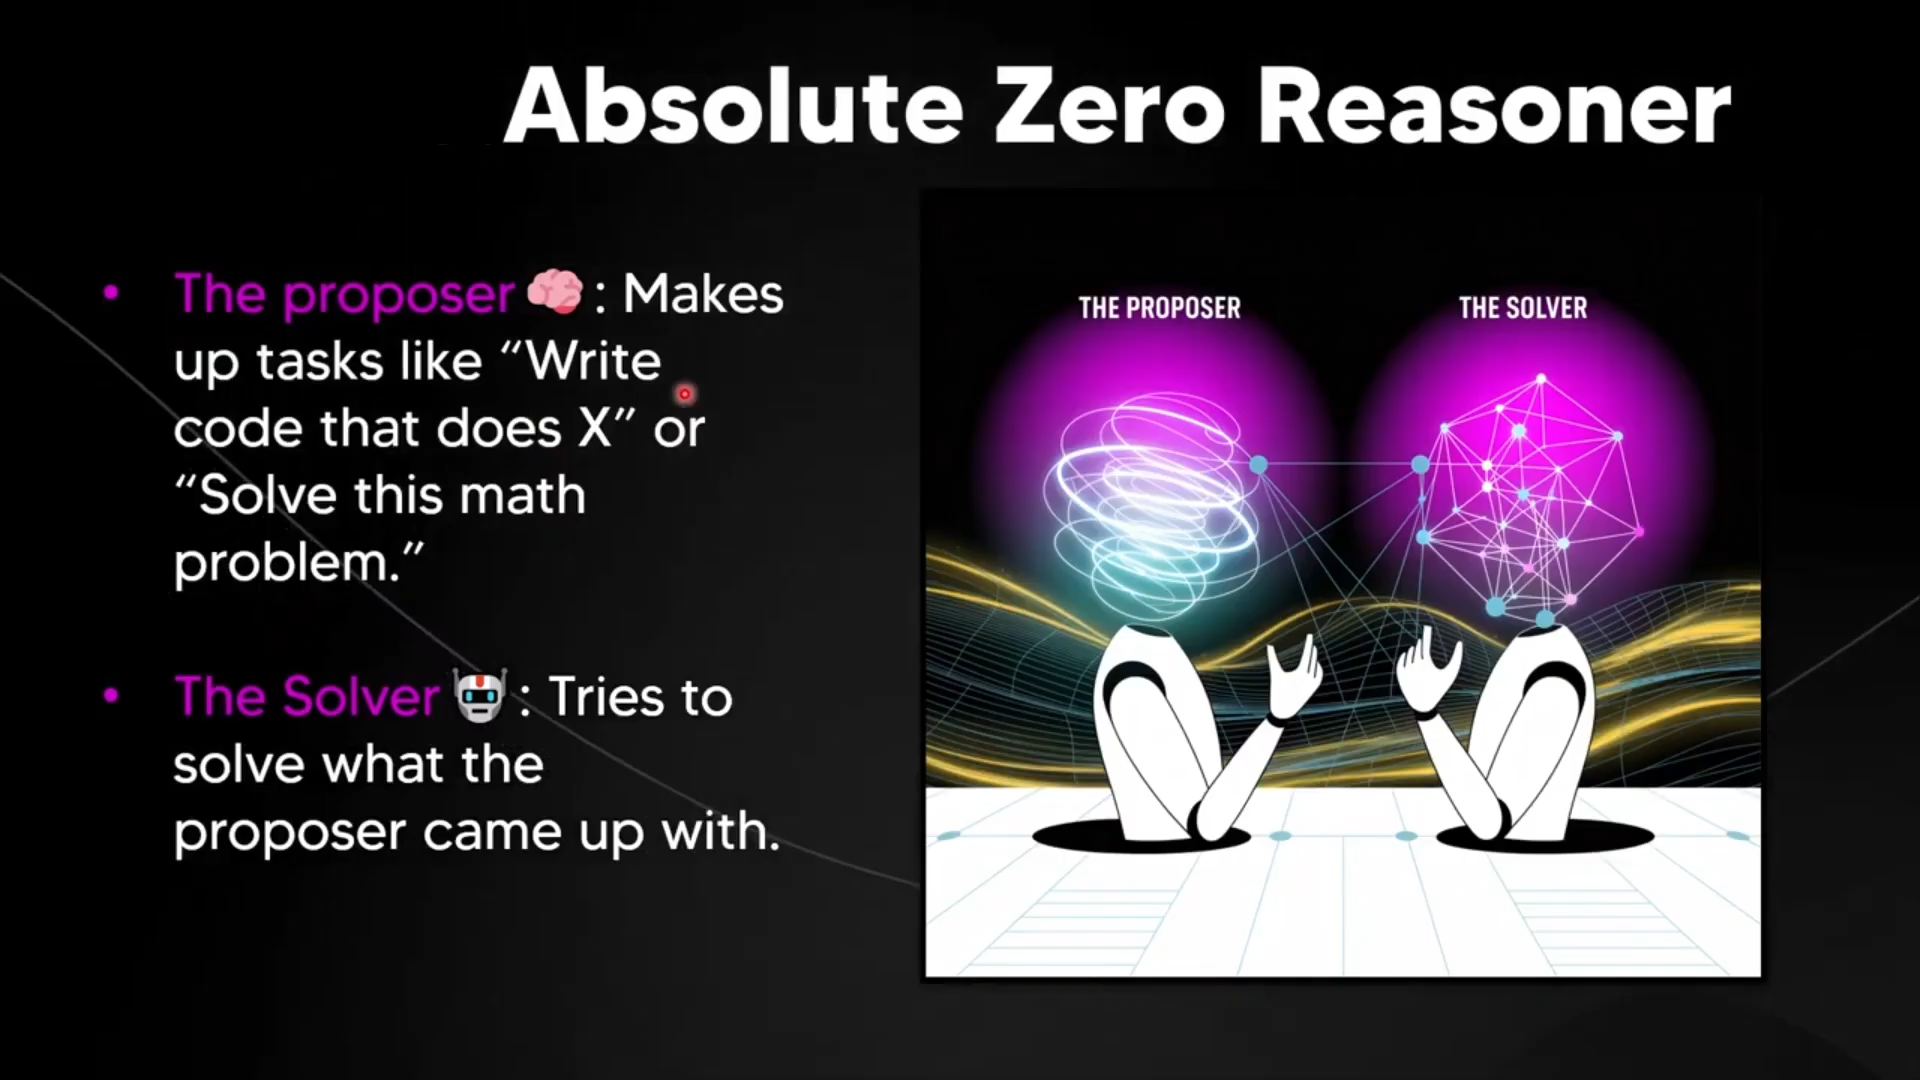 Absolute Zero Reasoner
• The proposer 🧠 : Makes
up tasks like “Write
code that does X” or
“Solve this math
problem.”
• The Solver 🤖 : Tries to
solve what the
proposer came up with.
THE PROPOSER
THE SOLVER